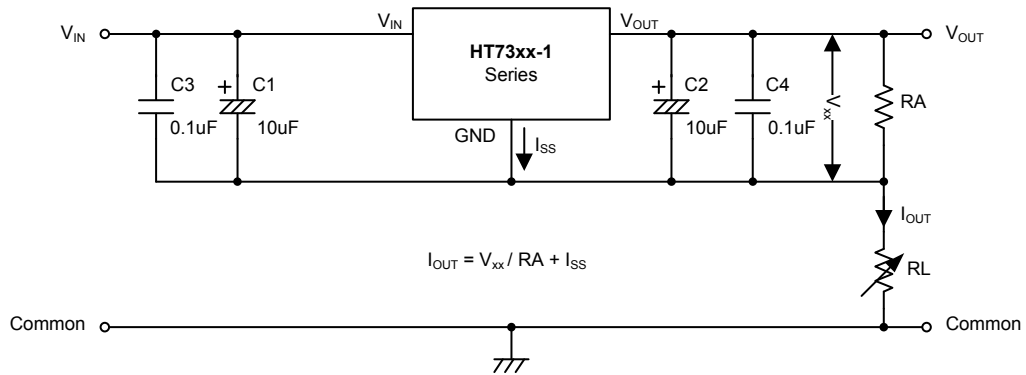 V_IN
V_IN
HT73xx-1
Series
V_OUT
V_OUT
C3
0.1uF
+ C1
10uF
GND
I_SS
+ C2
10uF
C4
0.1uF
V_xx
RA
I_OUT
I_OUT = V_xx / RA + I_SS
RL
Common
Common